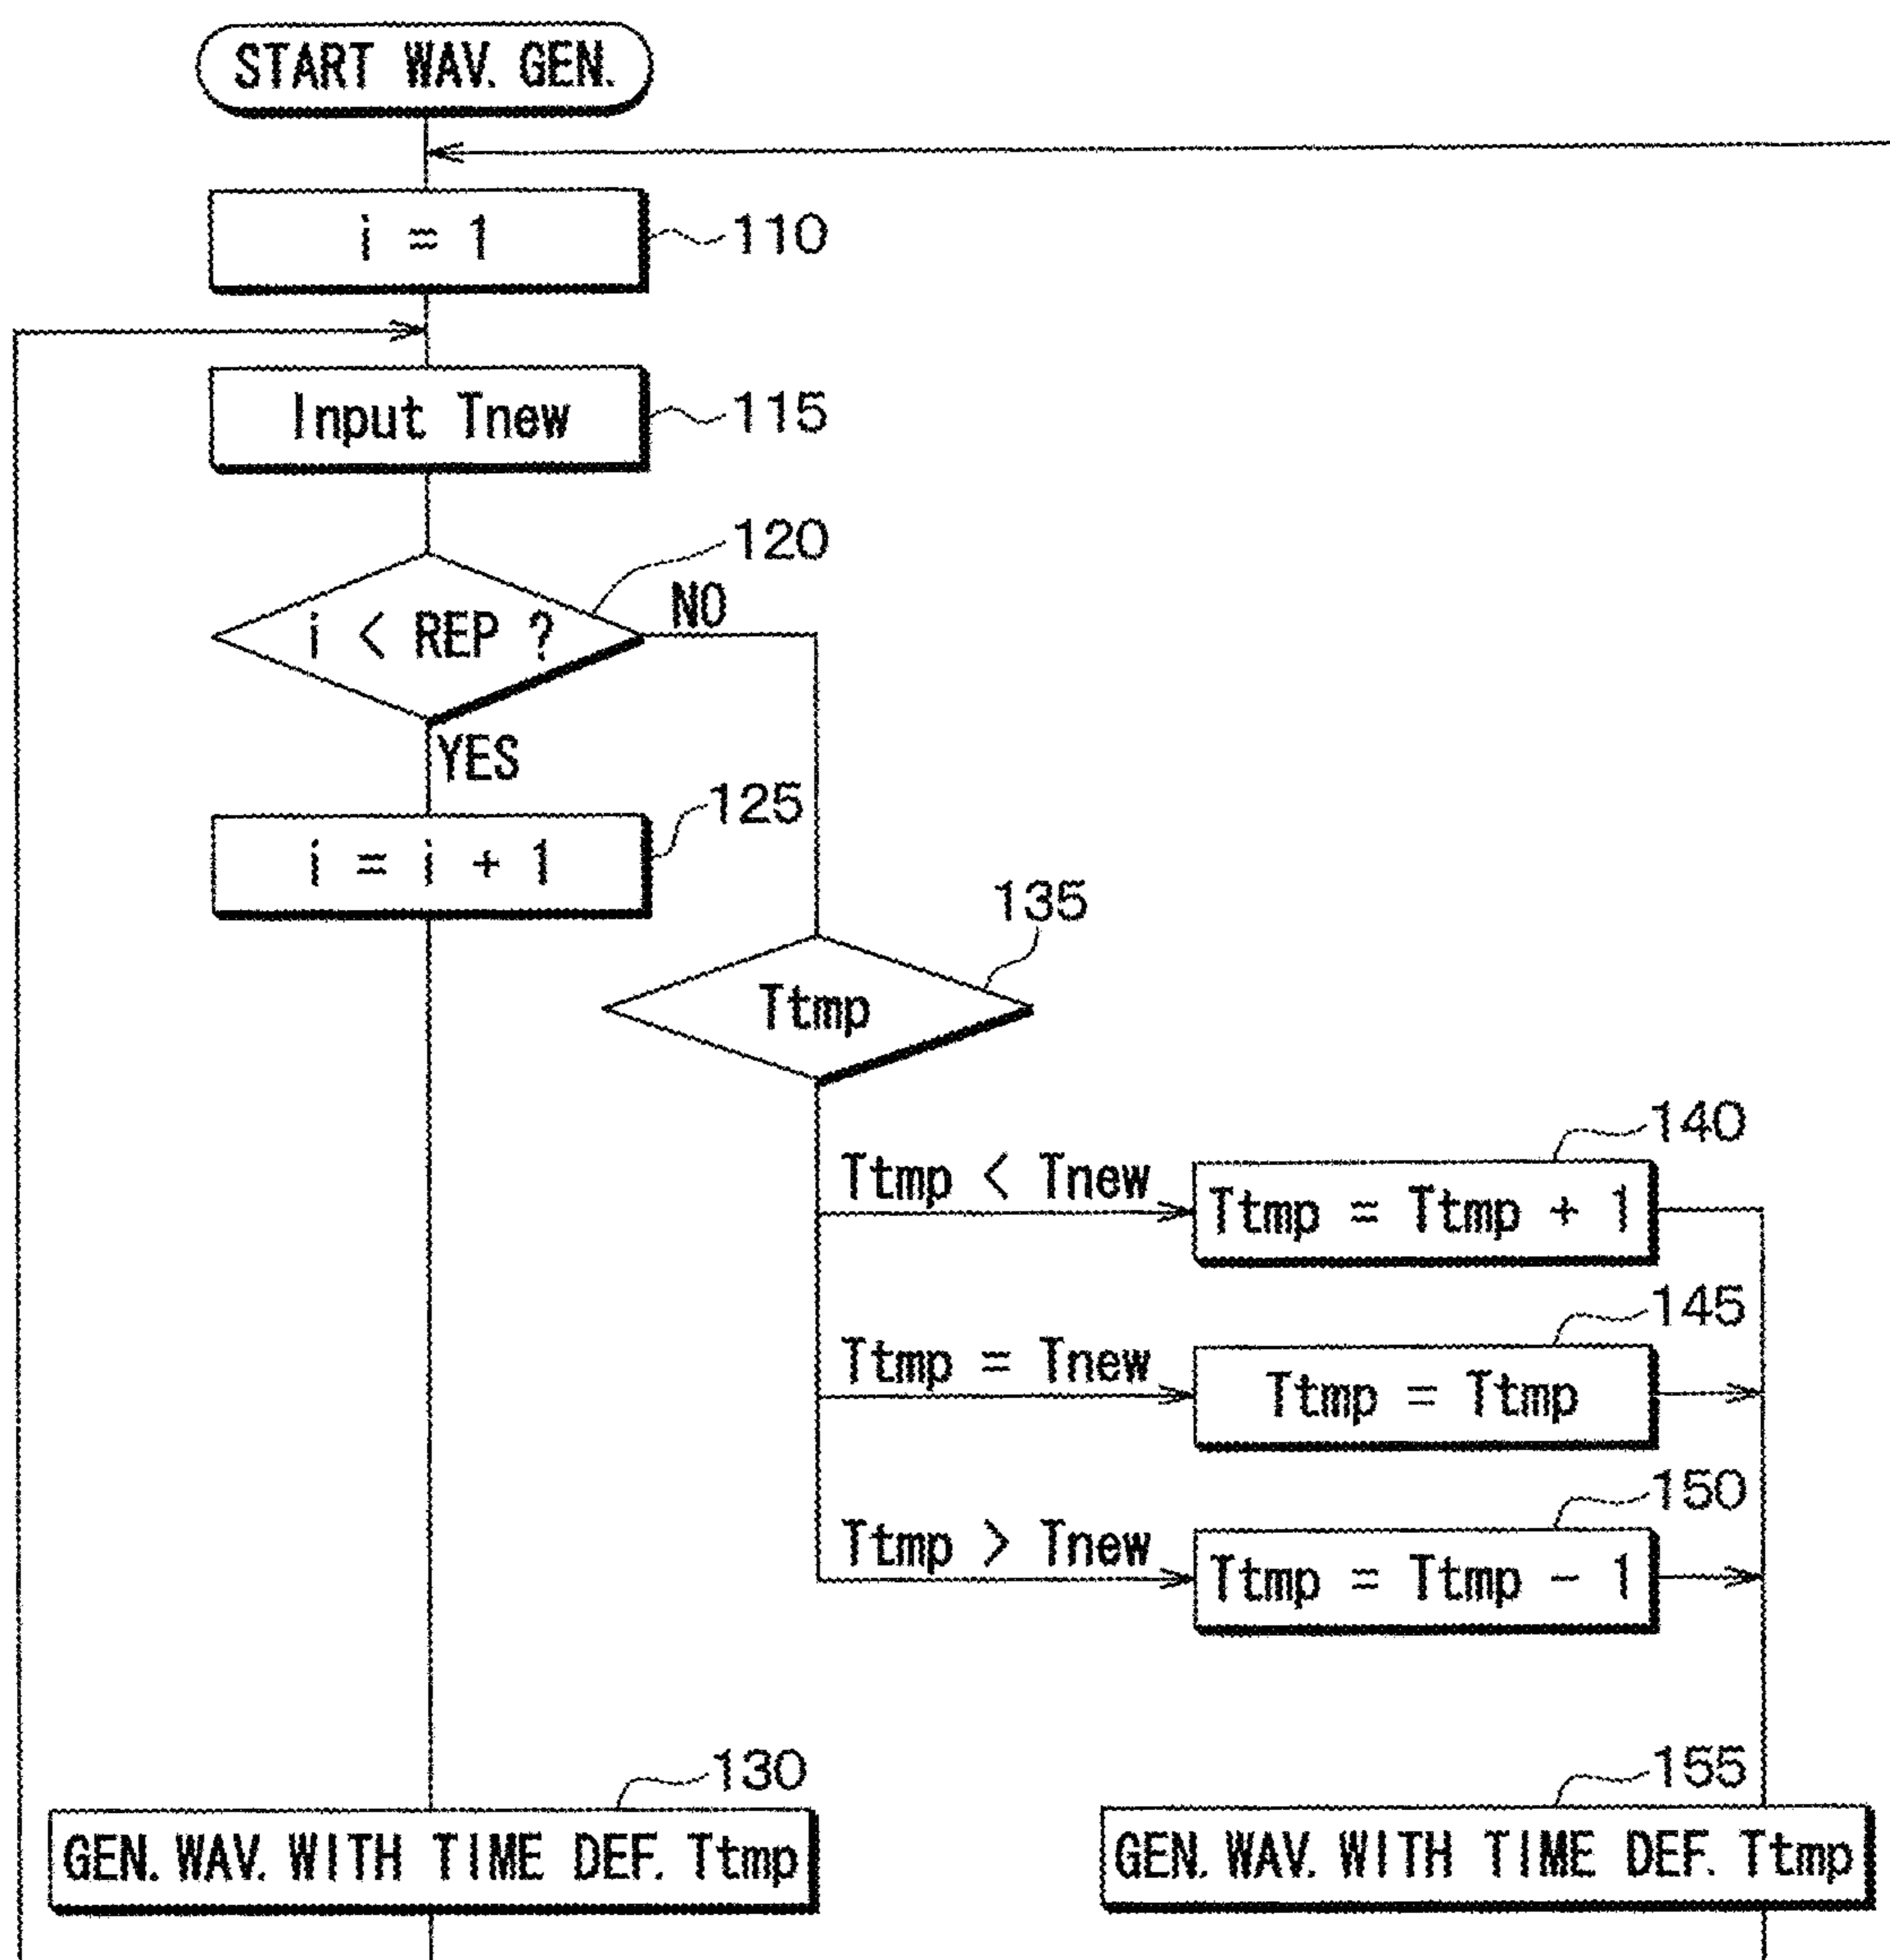 START WAV. GEN.
i = 1
110
Input Tnew
115
120
i < REP ?
NO
YES
125
i = i + 1
135
Ttmp
140
Ttmp < Tnew
Ttmp = Ttmp + 1
145
Ttmp = Tnew
Ttmp = Ttmp
150
Ttmp > Tnew
Ttmp = Ttmp - 1
130
155
GEN. WAV. WITH TIME DEF. Ttmp
GEN. WAV. WITH TIME DEF. Ttmp